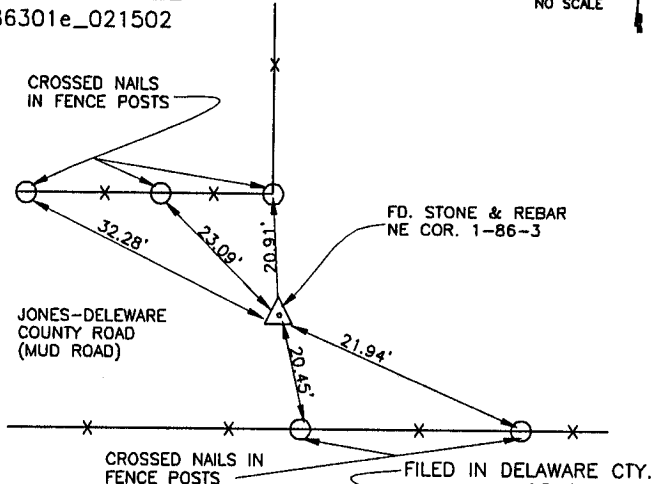 NO SCALE
36301e_021502
CROSSED NAILS
IN FENCE POSTS
FD. STONE & REBAR
NE COR. 1-86-3
32.28'
23.09'
20.91'
JONES-DELEWARE
COUNTY ROAD
(MUD ROAD)
21.94'
20.45'
CROSSED NAILS IN
FENCE POSTS
FILED IN DELAWARE CTY.